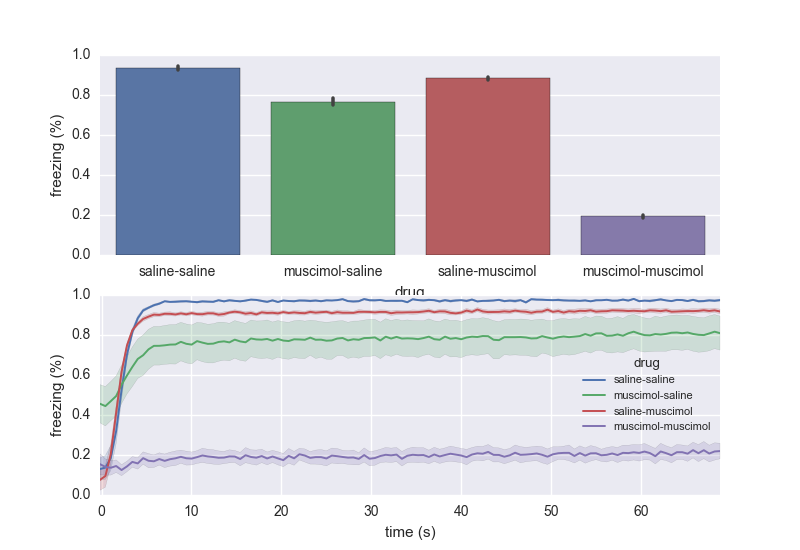 1.0
0.8
0.6
0.4
0.2
0.0
freezing (%)
saline-saline muscimol-saline saline-muscimol muscimol-muscimol
drug
1.0
0.8
0.6
0.4
0.2
0.0
freezing (%)
drug
saline-saline
muscimol-saline
saline-muscimol
muscimol-muscimol
0 10 20 30 40 50 60
time (s)